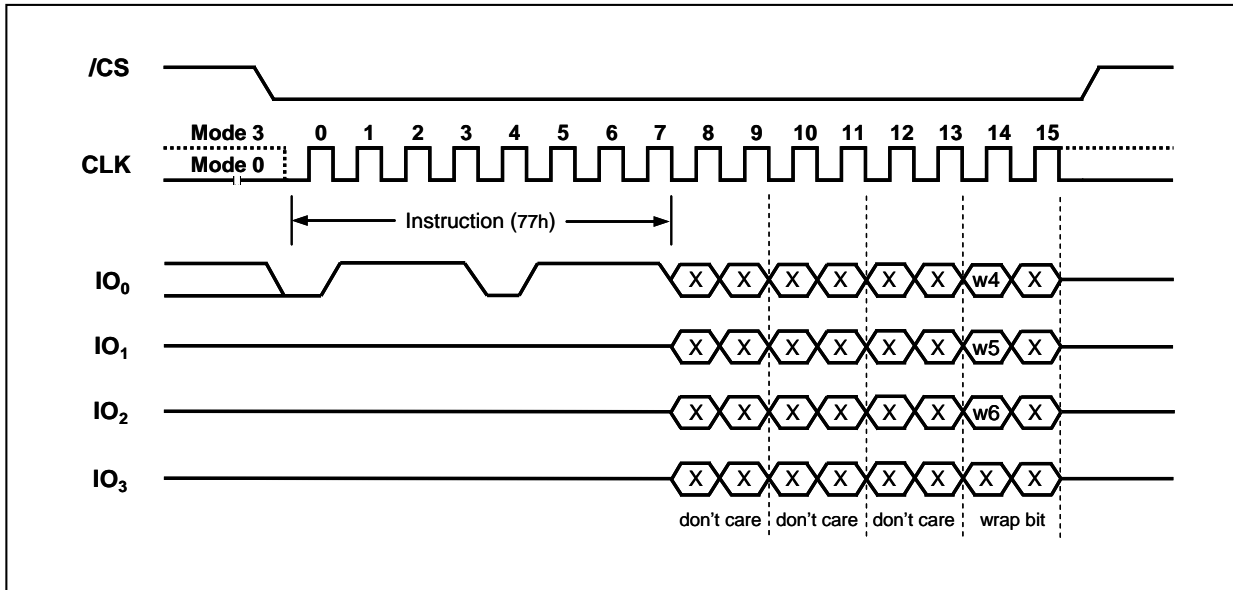 /CS
Mode 3 0 1 2 3 4 5 6 7 8 9 10 11 12 13 14 15
CLK Mode 0
Instruction (77h)
IO0 X X X X X X w4 X
IO1 X X X X X X w5 X
IO2 X X X X X X w6 X
IO3 X X X X X X X X
don't care don't care don't care wrap bit